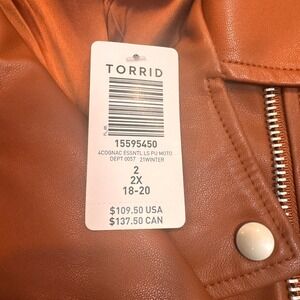 TORRID
PL-M
15595450
4COGNAC ESSNTL LS PU MOTO
DEPT 0057 21WINTER
2
2X
18-20
$109.50 USA
$137.50 CAN